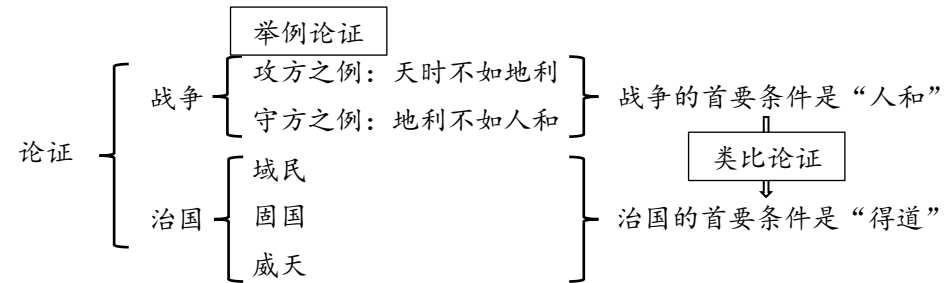 举例论证
攻方之例：天时不如地利
战争
战争的首要条件是“人和”
守方之例：地利不如人和
论证
类比论证
域民
固国
治国
治国的首要条件是“得道”
威天